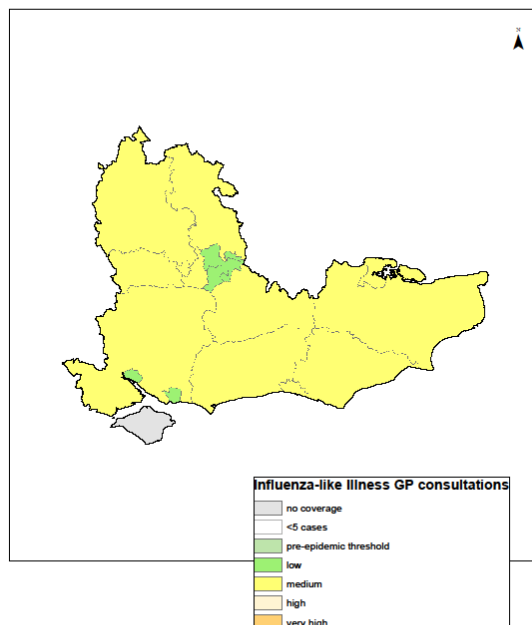 N
Influenza-like Illness GP consultations
no coverage
<5 cases
pre-epidemic threshold
low
medium
high
very high